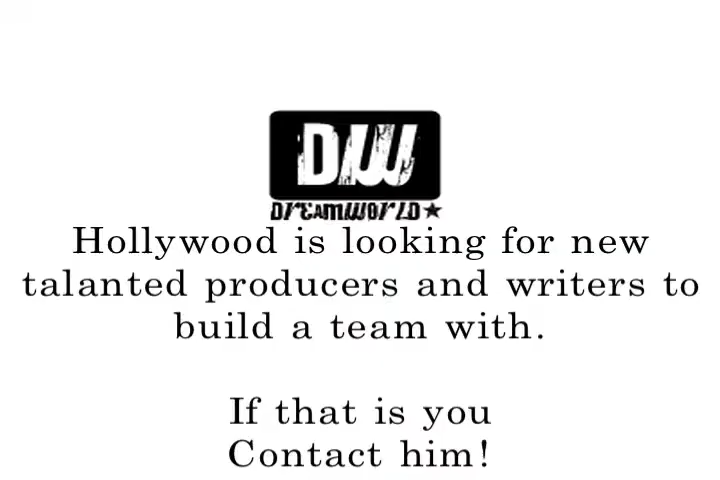 DW
DREAMWORLD★
Hollywood is looking for new
talanted producers and writers to
build a team with.
If that is you
Contact him!